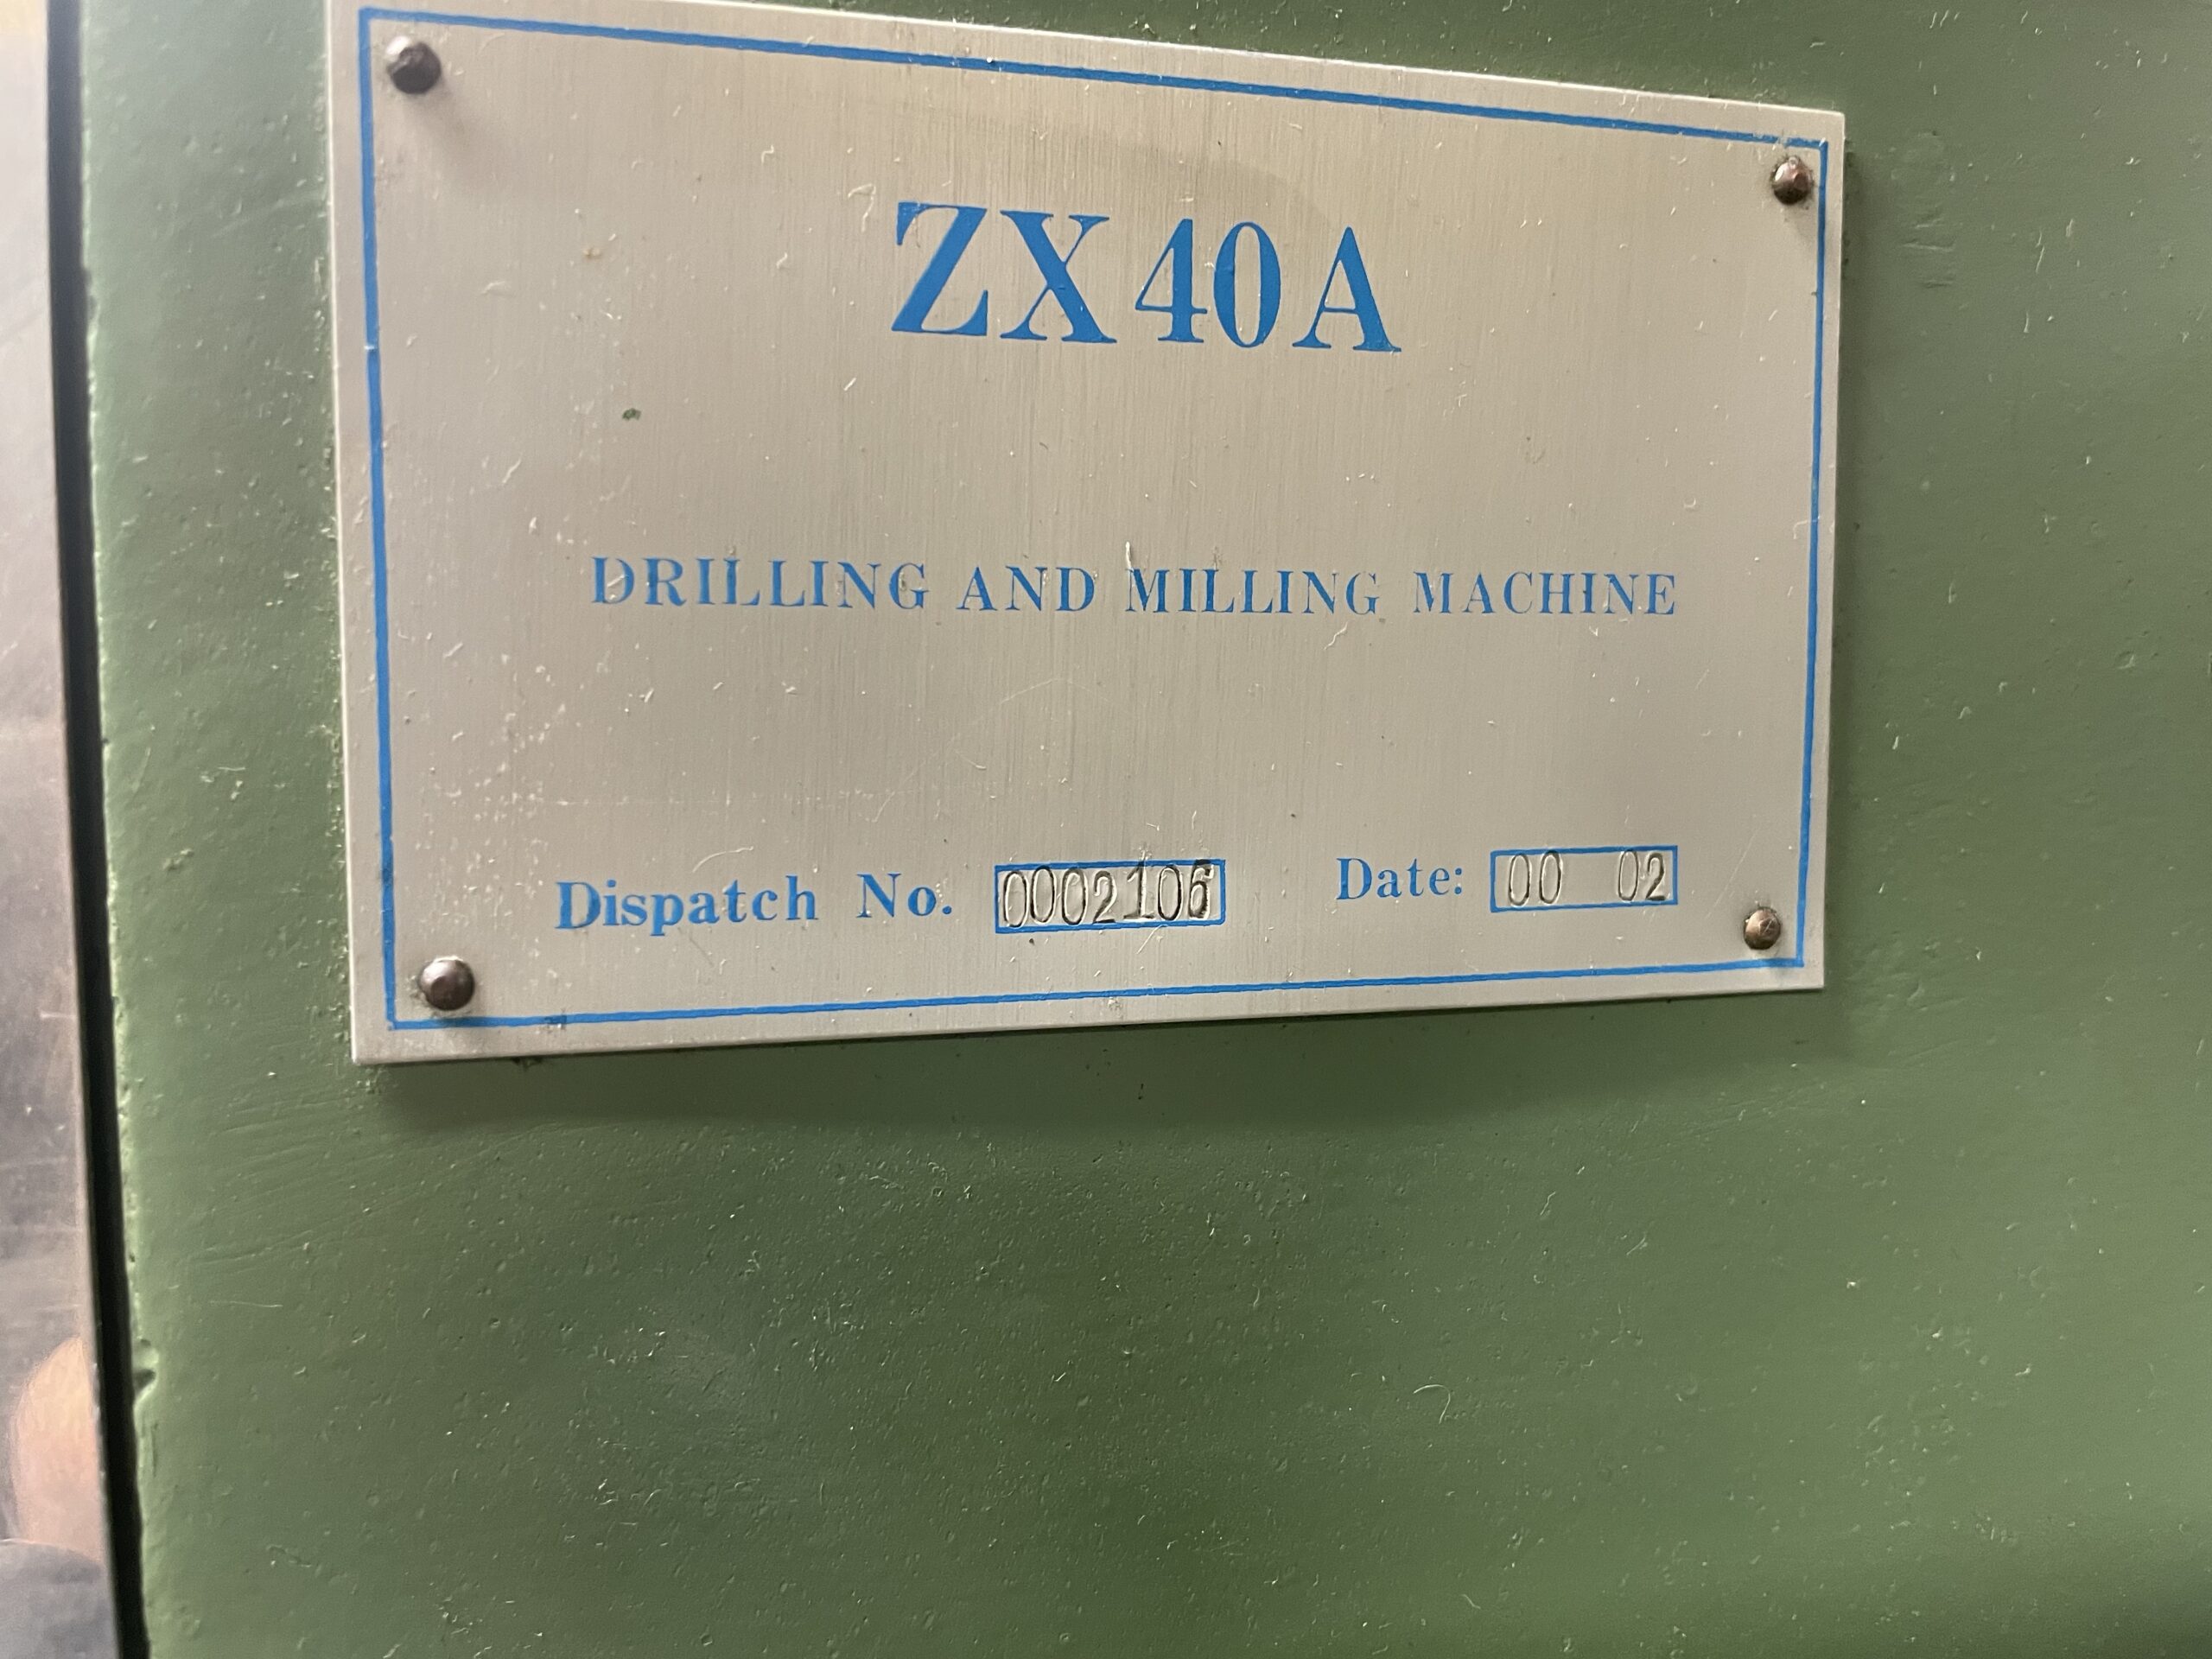 ZX40A
DRILLING AND MILLING MACHINE
Dispatch No. 0002106 Date: 00 02